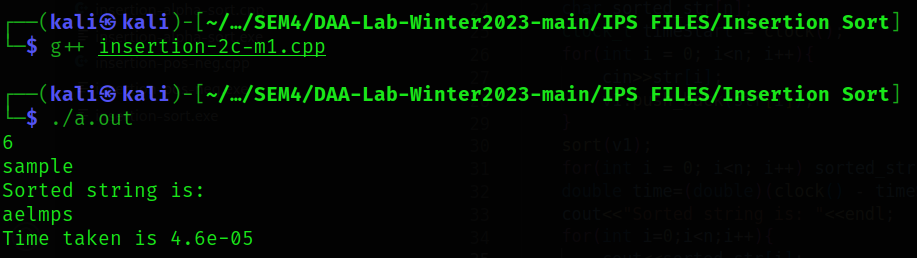 ┌──(kali㉿kali)-[~/…/SEM4/DAA-Lab-Winter2023-main/IPS FILES/Insertion Sort]
└─$ g++ insertion-2c-m1.cpp
┌──(kali㉿kali)-[~/…/SEM4/DAA-Lab-Winter2023-main/IPS FILES/Insertion Sort]
└─$ ./a.out
6
sample
Sorted string is:
aelmps
Time taken is 4.6e-05